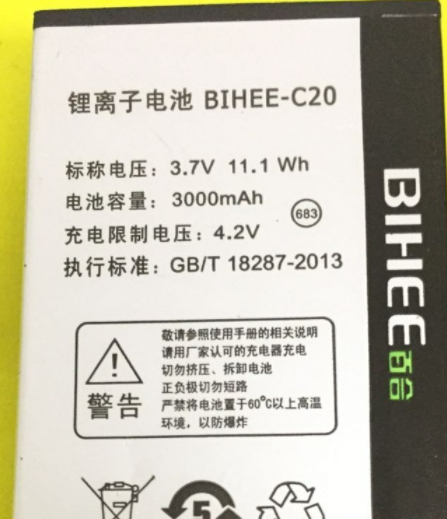 锂离子电池 BIHEE-C20
标称电压：3.7V 11.1 Wh
电池容量：3000mAh
683
充电限制电压：4.2V
执行标准：GB/T 18287-2013
敬请参照使用手册的相关说明
请用厂家认可的充电器充电
切勿挤压、拆卸电池
正负极切勿短路
严禁将电池置于60°C以上高温
环境，以防爆炸
警告
5
BIHEE百合